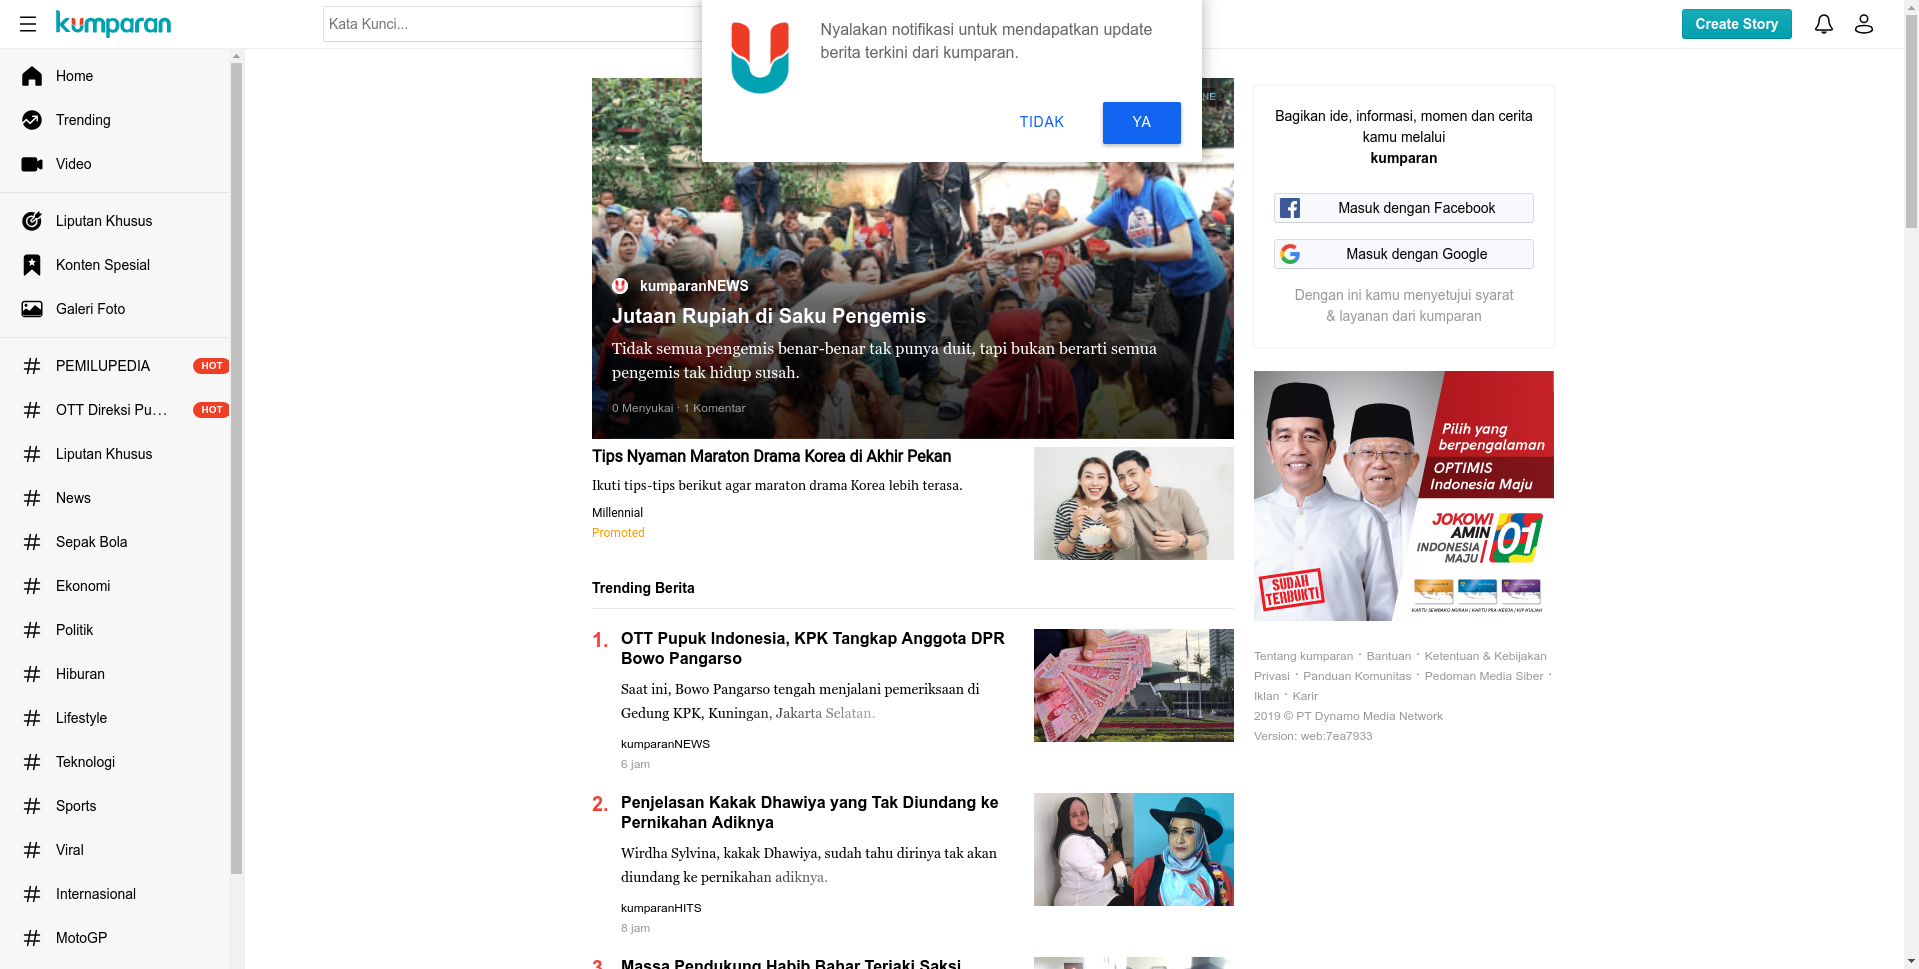 kumparan
Kata Kunci...
Nyalakan notifikasi untuk mendapatkan update
berita terkini dari kumparan.
TIDAK
YA
Create Story
Home
Trending
Video
Liputan Khusus
Konten Spesial
Galeri Foto
PEMILUPEDIA
HOT
OTT Direksi Pu...
HOT
Liputan Khusus
News
Sepak Bola
Ekonomi
Politik
Hiburan
Lifestyle
Teknologi
Sports
Viral
Internasional
MotoGP
NE
kumparanNEWS
Jutaan Rupiah di Saku Pengemis
Tidak semua pengemis benar-benar tak punya duit, tapi bukan berarti semua
pengemis tak hidup susah.
0 Menyukai · 1 Komentar
Tips Nyaman Maraton Drama Korea di Akhir Pekan
Ikuti tips-tips berikut agar maraton drama Korea lebih terasa.
Millennial
Promoted
Trending Berita
1. OTT Pupuk Indonesia, KPK Tangkap Anggota DPR
Bowo Pangarso
Saat ini, Bowo Pangarso tengah menjalani pemeriksaan di
Gedung KPK, Kuningan, Jakarta Selatan.
kumparanNEWS
6 jam
2. Penjelasan Kakak Dhawiya yang Tak Diundang ke
Pernikahan Adiknya
Wirdha Sylvina, kakak Dhawiya, sudah tahu dirinya tak akan
diundang ke pernikahan adiknya.
kumparanHITS
8 jam
3. Massa Pendukung Habib Bahar Teriaki Saksi
Bagikan ide, informasi, momen dan cerita
kamu melalui
kumparan
Masuk dengan Facebook
Masuk dengan Google
Dengan ini kamu menyetujui syarat
& layanan dari kumparan
Pilih yang
berpengalaman
OPTIMIS
Indonesia Maju
JOKOWI
AMIN
INDONESIA
MAJU
01
SUDAH
TERBUKTI
KARTU SEMBAKO MURAH | KARTU PRA-KERJA | KIP KULIAH
Tentang kumparan · Bantuan · Ketentuan & Kebijakan
Privasi · Panduan Komunitas · Pedoman Media Siber ·
Iklan · Karir
2019 © PT Dynamo Media Network
Version: web:7ea7933